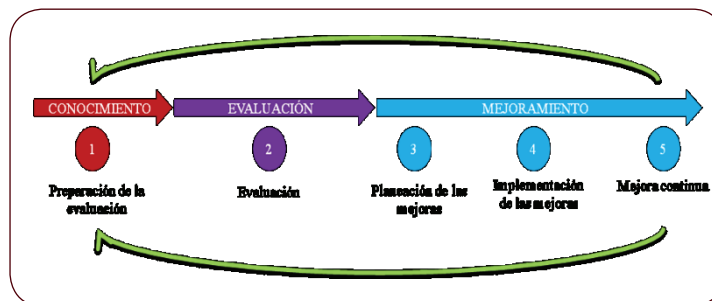 CONOCIMIENTO
EVALUACIÓN
MEJORAMIENTO
1
2
3
4
5
Preparación de la
evaluación
Evaluación
Planeación de las
mejoras
Implementación
de las mejoras
Mejora continua